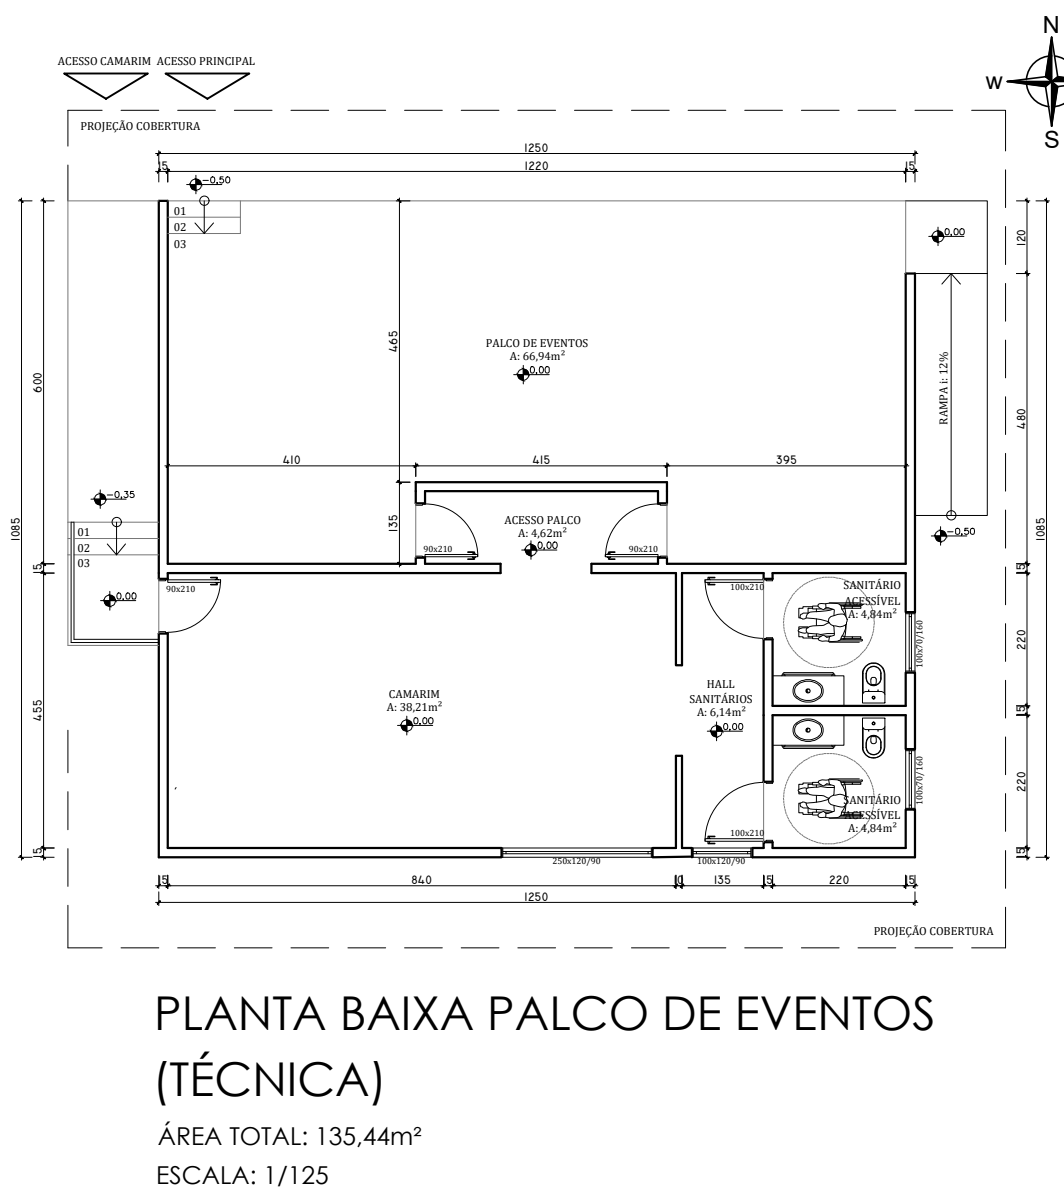 N
W
S
ACESSO CAMARIM ACESSO PRINCIPAL
PROJEÇÃO COBERTURA
1250
15 1220 15
-0,50
01
02
03
0,00
120
465
600
PALCO DE EVENTOS
A: 66,94m²
0,00
RAMPA i: 12%
480
410 415 395
-0,35
1085
135
ACESSO PALCO
A: 4,62m²
0,00
90x210
90x210
-0,50
1085
01
02
03
0,00
15
90x210
100x210
SANITÁRIO
ACESSÍVEL
A: 4,84m²
15
100x70/160
220
455
CAMARIM
A: 38,21m²
0,00
HALL
SANITÁRIOS
A: 6,14m²
0,00
15
100x70/160
220
SANITÁRIO
ACESSÍVEL
A: 4,84m²
100x210
15
250x120/90
100x120/90
15
15 840 10 135 15 220 15
1250
PROJEÇÃO COBERTURA
PLANTA BAIXA PALCO DE EVENTOS
(TÉCNICA)
ÁREA TOTAL: 135,44m²
ESCALA: 1/125